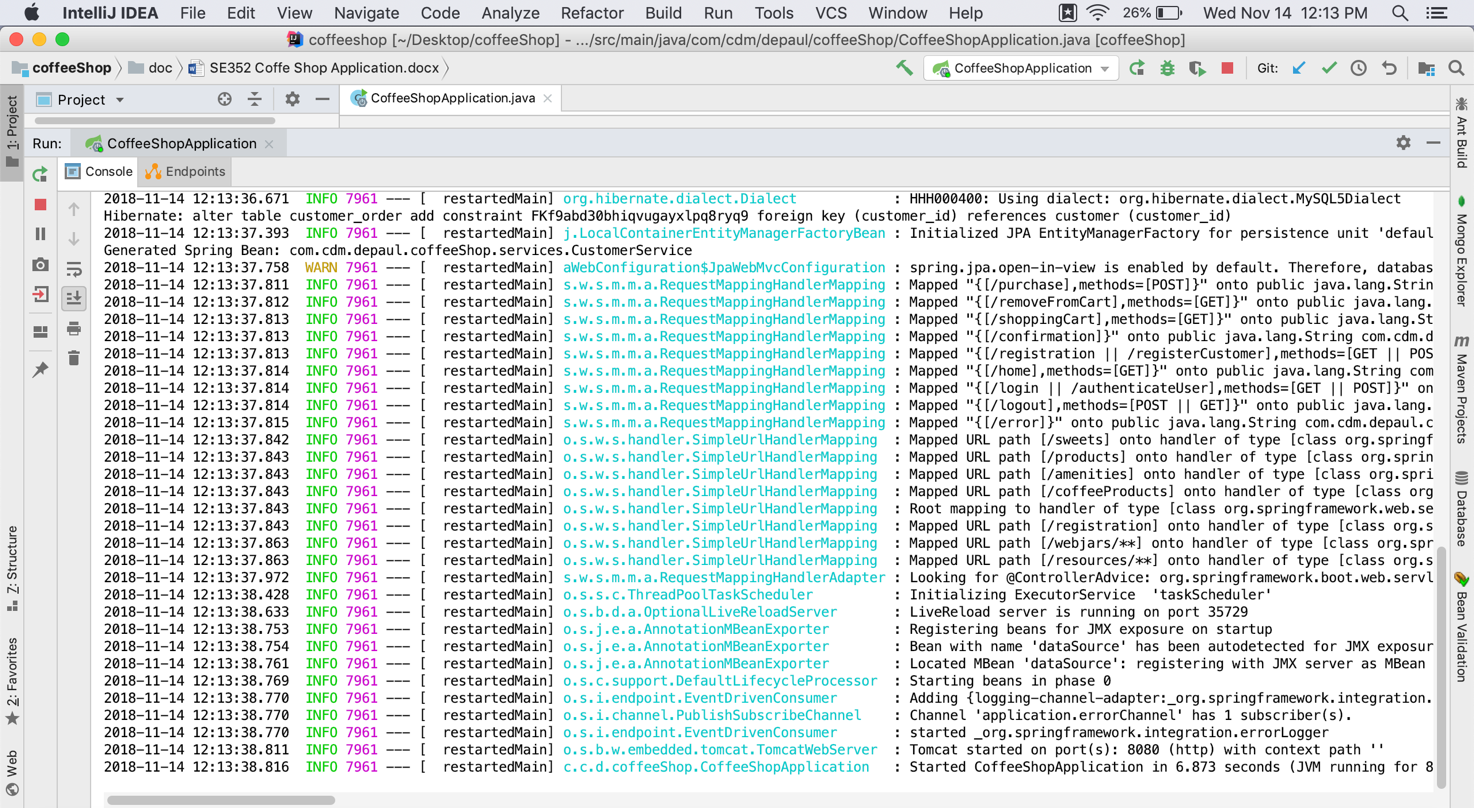 IntelliJ IDEA File Edit View Navigate Code Analyze Refactor Build Run Tools VCS Window Help 26% Wed Nov 14 12:13 PM
coffeeshop [~/Desktop/coffeeShop] - .../src/main/java/com/cdm/depaul/coffeeShop/CoffeeShopApplication.java [coffeeShop]
coffeeShop doc SE352 Coffe Shop Application.docx CoffeeShopApplication Git:
Project CoffeeShopApplication.java
Run: CoffeeShopApplication
Console Endpoints
2018-11-14 12:13:36.671 INFO 7961 --- [ restartedMain] org.hibernate.dialect.Dialect : HHH000400: Using dialect: org.hibernate.dialect.MySQL5Dialect
Hibernate: alter table customer_order add constraint FKf9abd30bhiqvugayxlpq8ryq9 foreign key (customer_id) references customer (customer_id)
2018-11-14 12:13:37.393 INFO 7961 --- [ restartedMain] j.LocalContainerEntityManagerFactoryBean : Initialized JPA EntityManagerFactory for persistence unit 'defaul
Generated Spring Bean: com.cdm.depaul.coffeeShop.services.CustomerService
2018-11-14 12:13:37.758 WARN 7961 --- [ restartedMain] aWebConfiguration$JpaWebMvcConfiguration : spring.jpa.open-in-view is enabled by default. Therefore, databas
2018-11-14 12:13:37.811 INFO 7961 --- [ restartedMain] s.w.s.m.m.a.RequestMappingHandlerMapping : Mapped "{[/purchase],methods=[POST]}" onto public java.lang.Strin
2018-11-14 12:13:37.812 INFO 7961 --- [ restartedMain] s.w.s.m.m.a.RequestMappingHandlerMapping : Mapped "{[/removeFromCart],methods=[GET]}" onto public java.lang.
2018-11-14 12:13:37.813 INFO 7961 --- [ restartedMain] s.w.s.m.m.a.RequestMappingHandlerMapping : Mapped "{[/shoppingCart],methods=[GET]}" onto public java.lang.St
2018-11-14 12:13:37.813 INFO 7961 --- [ restartedMain] s.w.s.m.m.a.RequestMappingHandlerMapping : Mapped "{[/confirmation]}" onto public java.lang.String com.cdm.d
2018-11-14 12:13:37.813 INFO 7961 --- [ restartedMain] s.w.s.m.m.a.RequestMappingHandlerMapping : Mapped "{[/registration || /registerCustomer],methods=[GET || POS
2018-11-14 12:13:37.814 INFO 7961 --- [ restartedMain] s.w.s.m.m.a.RequestMappingHandlerMapping : Mapped "{[/home],methods=[GET]}" onto public java.lang.String com
2018-11-14 12:13:37.814 INFO 7961 --- [ restartedMain] s.w.s.m.m.a.RequestMappingHandlerMapping : Mapped "{[/login || /authenticateUser],methods=[GET || POST]}" on
2018-11-14 12:13:37.814 INFO 7961 --- [ restartedMain] s.w.s.m.m.a.RequestMappingHandlerMapping : Mapped "{[/logout],methods=[POST || GET]}" onto public java.lang.
2018-11-14 12:13:37.815 INFO 7961 --- [ restartedMain] s.w.s.m.m.a.RequestMappingHandlerMapping : Mapped "{[/error]}" onto public java.lang.String com.cdm.depaul.c
2018-11-14 12:13:37.842 INFO 7961 --- [ restartedMain] o.s.w.s.handler.SimpleUrlHandlerMapping : Mapped URL path [/sweets] onto handler of type [class org.springf
2018-11-14 12:13:37.843 INFO 7961 --- [ restartedMain] o.s.w.s.handler.SimpleUrlHandlerMapping : Mapped URL path [/products] onto handler of type [class org.sprin
2018-11-14 12:13:37.843 INFO 7961 --- [ restartedMain] o.s.w.s.handler.SimpleUrlHandlerMapping : Mapped URL path [/amenities] onto handler of type [class org.spri
2018-11-14 12:13:37.843 INFO 7961 --- [ restartedMain] o.s.w.s.handler.SimpleUrlHandlerMapping : Mapped URL path [/coffeeProducts] onto handler of type [class org
2018-11-14 12:13:37.843 INFO 7961 --- [ restartedMain] o.s.w.s.handler.SimpleUrlHandlerMapping : Root mapping to handler of type [class org.springframework.web.se
2018-11-14 12:13:37.843 INFO 7961 --- [ restartedMain] o.s.w.s.handler.SimpleUrlHandlerMapping : Mapped URL path [/registration] onto handler of type [class org.s
2018-11-14 12:13:37.863 INFO 7961 --- [ restartedMain] o.s.w.s.handler.SimpleUrlHandlerMapping : Mapped URL path [/webjars/**] onto handler of type [class org.spr
2018-11-14 12:13:37.863 INFO 7961 --- [ restartedMain] o.s.w.s.handler.SimpleUrlHandlerMapping : Mapped URL path [/resources/**] onto handler of type [class org.s
2018-11-14 12:13:37.972 INFO 7961 --- [ restartedMain] s.w.s.m.m.a.RequestMappingHandlerAdapter : Looking for @ControllerAdvice: org.springframework.boot.web.servl
2018-11-14 12:13:38.428 INFO 7961 --- [ restartedMain] o.s.s.c.ThreadPoolTaskScheduler : Initializing ExecutorService 'taskScheduler'
2018-11-14 12:13:38.633 INFO 7961 --- [ restartedMain] o.s.b.d.a.OptionalLiveReloadServer : LiveReload server is running on port 35729
2018-11-14 12:13:38.753 INFO 7961 --- [ restartedMain] o.s.j.e.a.AnnotationMBeanExporter : Registering beans for JMX exposure on startup
2018-11-14 12:13:38.754 INFO 7961 --- [ restartedMain] o.s.j.e.a.AnnotationMBeanExporter : Bean with name 'dataSource' has been autodetected for JMX exposur
2018-11-14 12:13:38.761 INFO 7961 --- [ restartedMain] o.s.j.e.a.AnnotationMBeanExporter : Located MBean 'dataSource': registering with JMX server as MBean
2018-11-14 12:13:38.769 INFO 7961 --- [ restartedMain] o.s.c.support.DefaultLifecycleProcessor : Starting beans in phase 0
2018-11-14 12:13:38.770 INFO 7961 --- [ restartedMain] o.s.i.endpoint.EventDrivenConsumer : Adding {logging-channel-adapter:_org.springframework.integration.
2018-11-14 12:13:38.770 INFO 7961 --- [ restartedMain] o.s.i.channel.PublishSubscribeChannel : Channel 'application.errorChannel' has 1 subscriber(s).
2018-11-14 12:13:38.770 INFO 7961 --- [ restartedMain] o.s.i.endpoint.EventDrivenConsumer : started _org.springframework.integration.errorLogger
2018-11-14 12:13:38.811 INFO 7961 --- [ restartedMain] o.s.b.w.embedded.tomcat.TomcatWebServer : Tomcat started on port(s): 8080 (http) with context path ''
2018-11-14 12:13:38.816 INFO 7961 --- [ restartedMain] c.c.d.coffeeShop.CoffeeShopApplication : Started CoffeeShopApplication in 6.873 seconds (JVM running for 8
1: Project
Z: Structure
2: Favorites
Web
Ant Build
Mongo Explorer
m Maven Projects
Database
Bean Validation